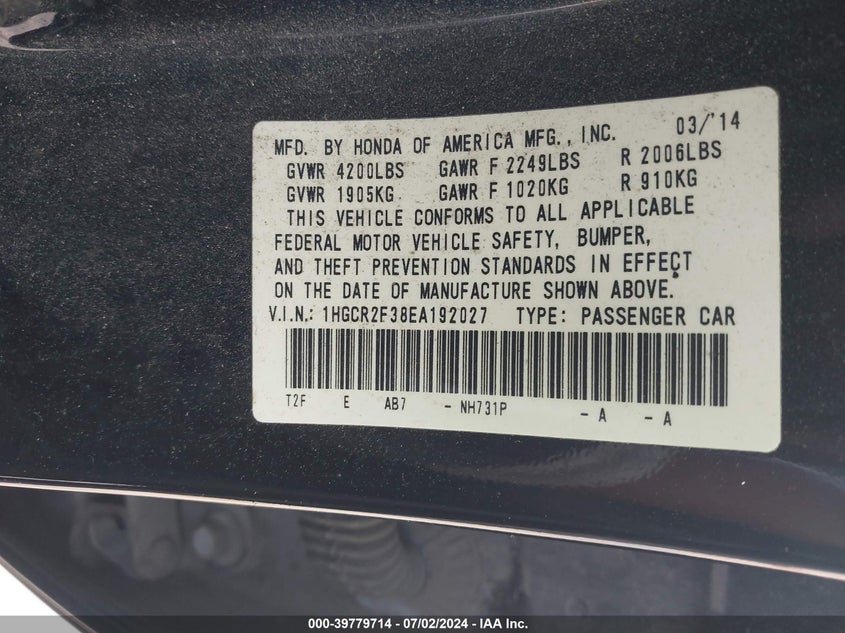 MFD. BY HONDA OF AMERICA MFG., INC. 03/'14
GVWR 4200LBS GAWR F 2249LBS R 2006LBS
GVWR 1905KG GAWR F 1020KG R 910KG
THIS VEHICLE CONFORMS TO ALL APPLICABLE
FEDERAL MOTOR VEHICLE SAFETY, BUMPER,
AND THEFT PREVENTION STANDARDS IN EFFECT
ON THE DATE OF MANUFACTURE SHOWN ABOVE.
V.I.N.: 1HGCR2F38EA192027 TYPE: PASSENGER CAR
T2F E AB7 - NH731P - A - A
000-39779714 - 07/02/2024 - IAA Inc.